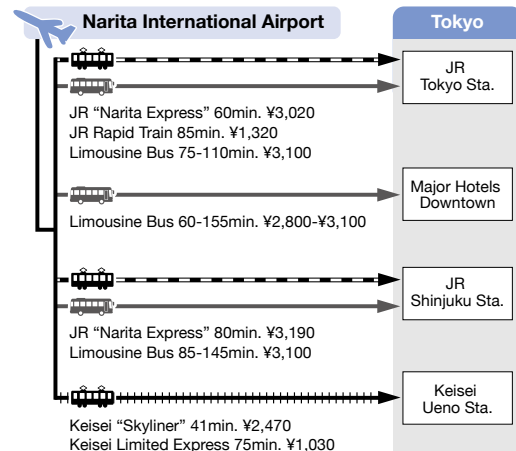 Narita International Airport
Tokyo
JR
Tokyo Sta.
JR “Narita Express” 60min. ¥3,020
JR Rapid Train 85min. ¥1,320
Limousine Bus 75-110min. ¥3,100
Major Hotels
Downtown
Limousine Bus 60-155min. ¥2,800-¥3,100
JR
Shinjuku Sta.
JR “Narita Express” 80min. ¥3,190
Limousine Bus 85-145min. ¥3,100
Keisei
Ueno Sta.
Keisei “Skyliner” 41min. ¥2,470
Keisei Limited Express 75min. ¥1,030